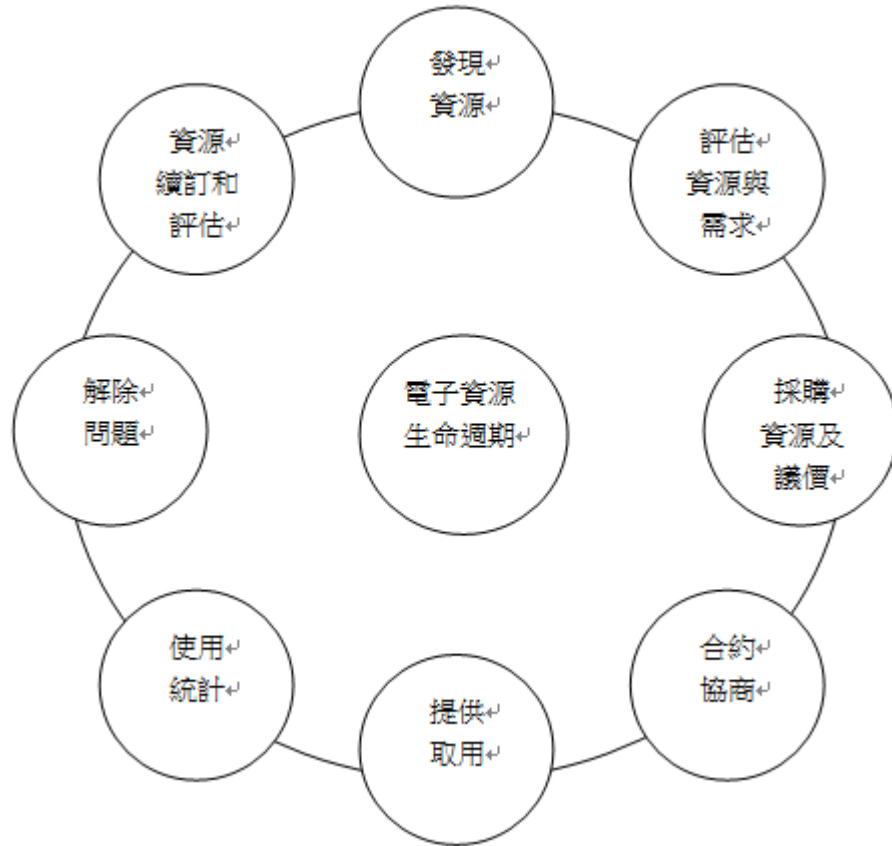 發現
資源
評估
資源與
需求
採購
資源及
議價
合約
協商
提供
取用
使用
統計
解除
問題
資源
續訂和
評估
電子資源
生命週期